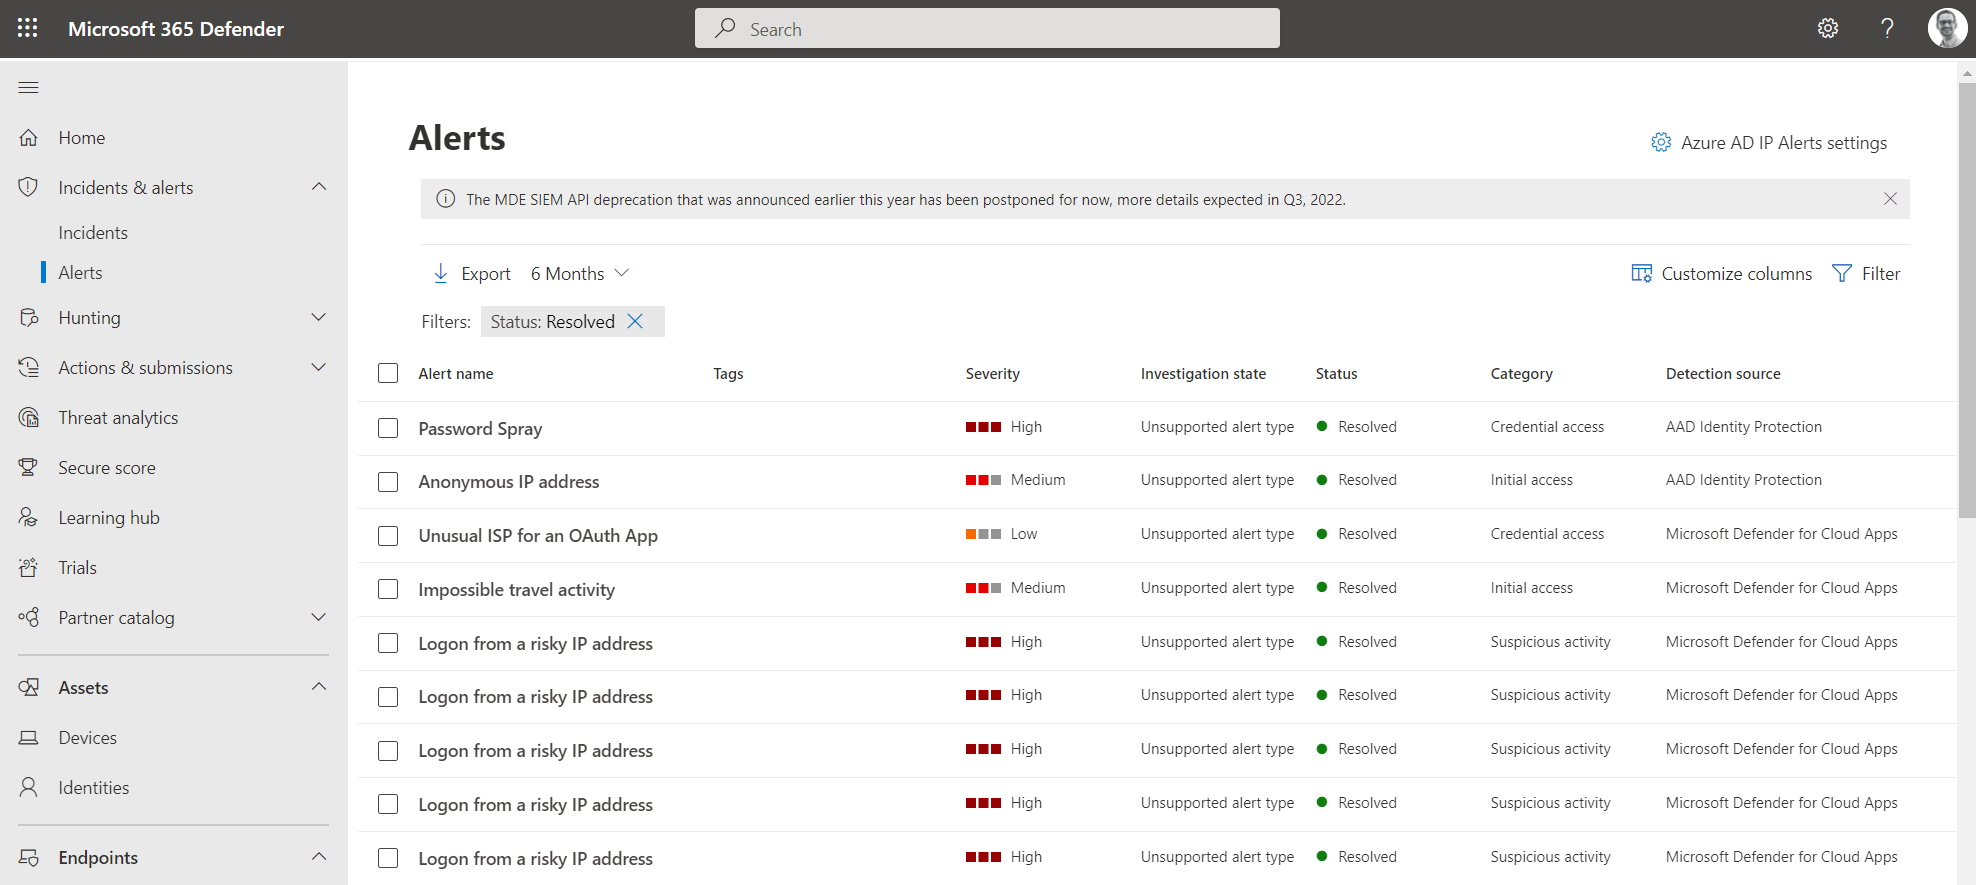 Microsoft 365 Defender
Search
Home
Incidents & alerts
Incidents
Alerts
Hunting
Actions & submissions
Threat analytics
Secure score
Learning hub
Trials
Partner catalog
Assets
Devices
Identities
Endpoints
Alerts
Azure AD IP Alerts settings
The MDE SIEM API deprecation that was announced earlier this year has been postponed for now, more details expected in Q3, 2022.
Export 6 Months Customize columns Filter
Filters: Status: Resolved
Alert name Tags Severity Investigation state Status Category Detection source
Password Spray High Unsupported alert type Resolved Credential access AAD Identity Protection
Anonymous IP address Medium Unsupported alert type Resolved Initial access AAD Identity Protection
Unusual ISP for an OAuth App Low Unsupported alert type Resolved Credential access Microsoft Defender for Cloud Apps
Impossible travel activity Medium Unsupported alert type Resolved Initial access Microsoft Defender for Cloud Apps
Logon from a risky IP address High Unsupported alert type Resolved Suspicious activity Microsoft Defender for Cloud Apps
Logon from a risky IP address High Unsupported alert type Resolved Suspicious activity Microsoft Defender for Cloud Apps
Logon from a risky IP address High Unsupported alert type Resolved Suspicious activity Microsoft Defender for Cloud Apps
Logon from a risky IP address High Unsupported alert type Resolved Suspicious activity Microsoft Defender for Cloud Apps
Logon from a risky IP address High Unsupported alert type Resolved Suspicious activity Microsoft Defender for Cloud Apps